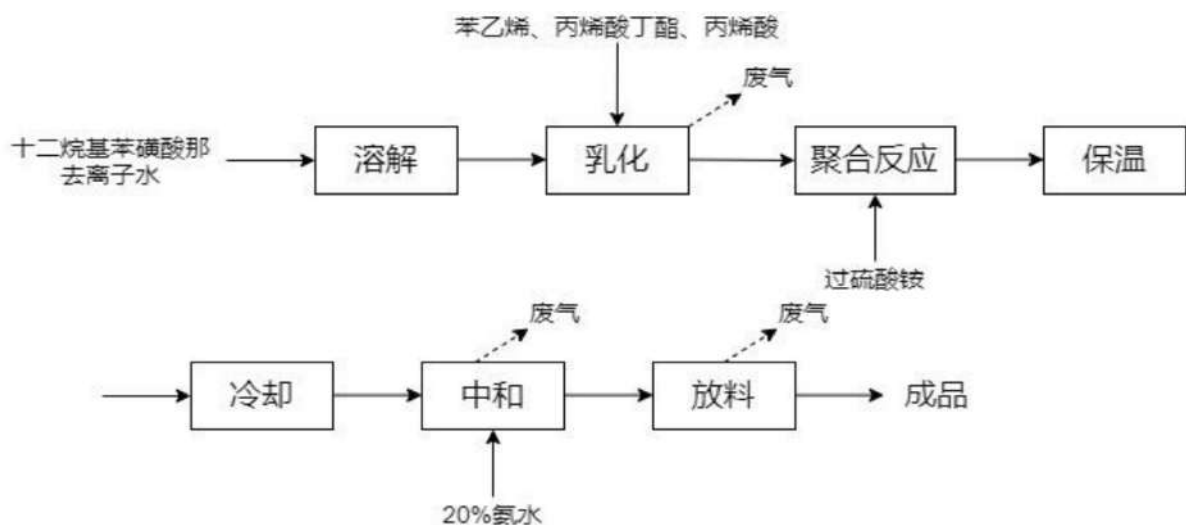 苯乙烯、丙烯酸丁酯、丙烯酸
废气
十二烷基苯磺酸那
去离子水
溶解
乳化
聚合反应
保温
过硫酸铵
废气
废气
冷却
中和
放料
成品
20%氨水